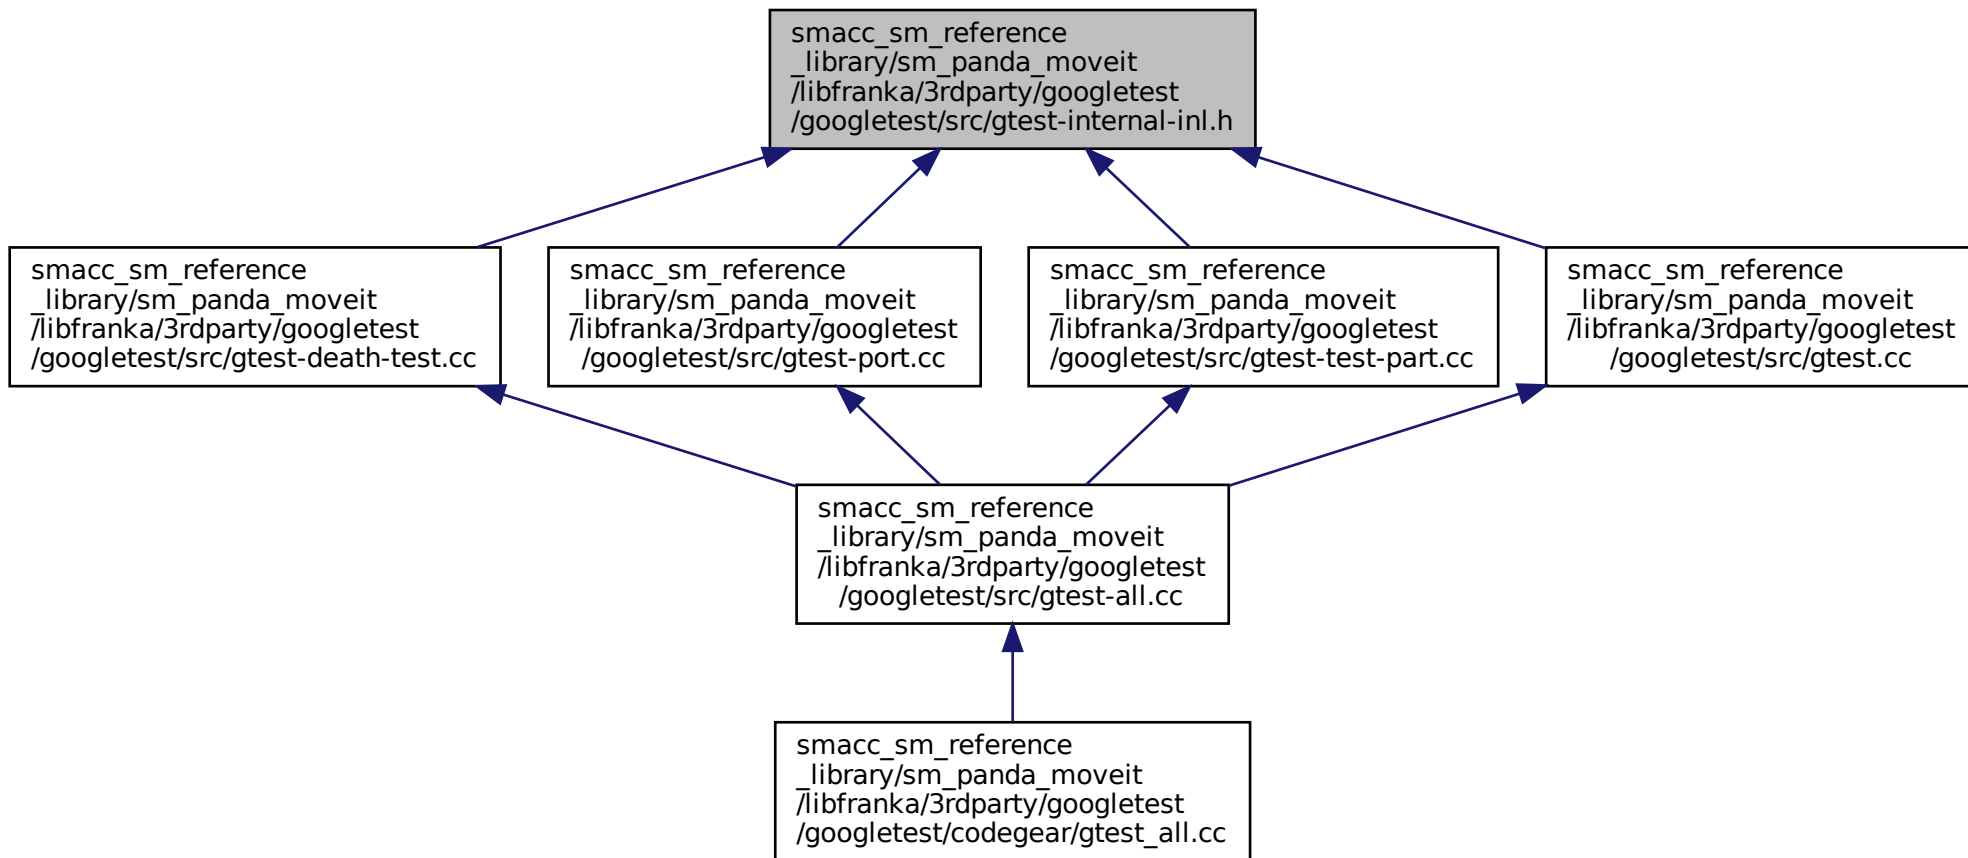 smacc_sm_reference
_library/sm_panda_moveit
/libfranka/3rdparty/googletest
/googletest/src/gtest-internal-inl.h
smacc_sm_reference
_library/sm_panda_moveit
/libfranka/3rdparty/googletest
/googletest/src/gtest-death-test.cc
smacc_sm_reference
_library/sm_panda_moveit
/libfranka/3rdparty/googletest
/googletest/src/gtest-port.cc
smacc_sm_reference
_library/sm_panda_moveit
/libfranka/3rdparty/googletest
/googletest/src/gtest-test-part.cc
smacc_sm_reference
_library/sm_panda_moveit
/libfranka/3rdparty/googletest
/googletest/src/gtest.cc
smacc_sm_reference
_library/sm_panda_moveit
/libfranka/3rdparty/googletest
/googletest/src/gtest-all.cc
smacc_sm_reference
_library/sm_panda_moveit
/libfranka/3rdparty/googletest
/googletest/codegear/gtest_all.cc